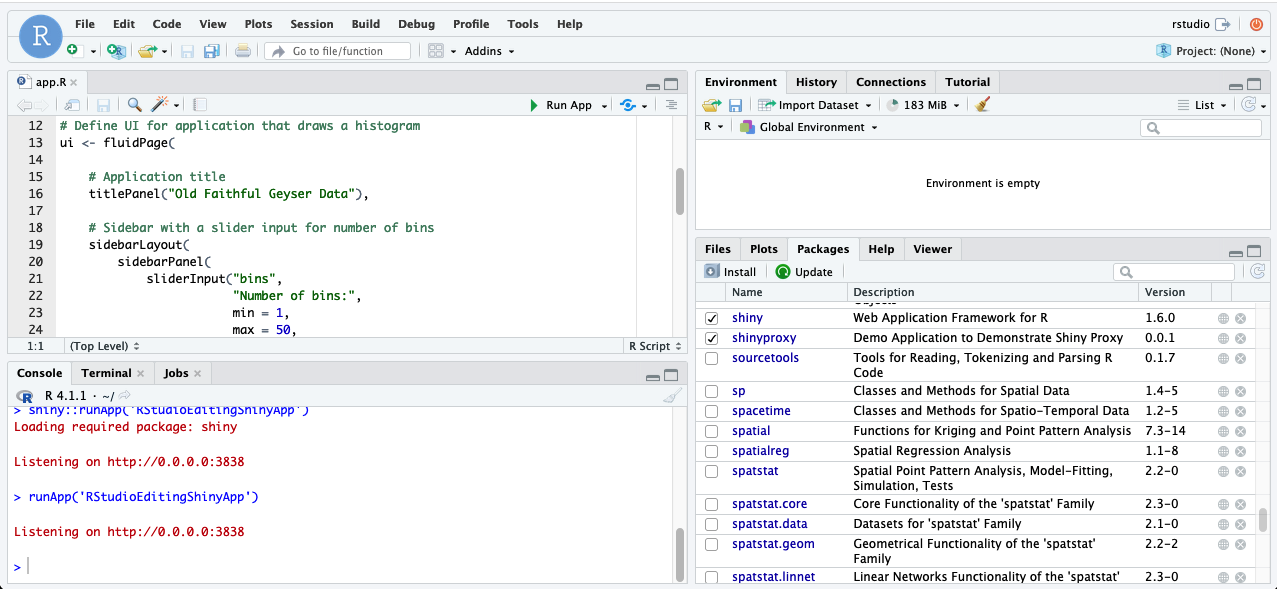 R
File Edit Code View Plots Session Build Debug Profile Tools Help
rstudio
Go to file/function
Addins
Project: (None)
app.R
Run App
12 # Define UI for application that draws a histogram
13 ui <- fluidPage(
14
15 # Application title
16 titlePanel("Old Faithful Geyser Data"),
17
18 # Sidebar with a slider input for number of bins
19 sidebarLayout(
20 sidebarPanel(
21 sliderInput("bins",
22 "Number of bins:",
23 min = 1,
24 max = 50,
1:1 (Top Level) R Script
Console Terminal Jobs
R 4.1.1 · ~/
> shiny::runApp('RStudioEditingShinyApp')
Loading required package: shiny
Listening on http://0.0.0.0:3838
> runApp('RStudioEditingShinyApp')
Listening on http://0.0.0.0:3838
>
Environment History Connections Tutorial
Import Dataset 183 MiB List
R Global Environment
Environment is empty
Files Plots Packages Help Viewer
Install Update
Name Description Version
shiny Web Application Framework for R 1.6.0
shinyproxy Demo Application to Demonstrate Shiny Proxy 0.0.1
sourcetools Tools for Reading, Tokenizing and Parsing R 0.1.7
Code
sp Classes and Methods for Spatial Data 1.4-5
spacetime Classes and Methods for Spatio-Temporal Data 1.2-5
spatial Functions for Kriging and Point Pattern Analysis 7.3-14
spatialreg Spatial Regression Analysis 1.1-8
spatstat Spatial Point Pattern Analysis, Model-Fitting, 2.2-0
Simulation, Tests
spatstat.core Core Functionality of the 'spatstat' Family 2.3-0
spatstat.data Datasets for 'spatstat' Family 2.1-0
spatstat.geom Geometrical Functionality of the 'spatstat' 2.2-2
Family
spatstat.linnet Linear Networks Functionality of the 'spatstat' 2.3-0